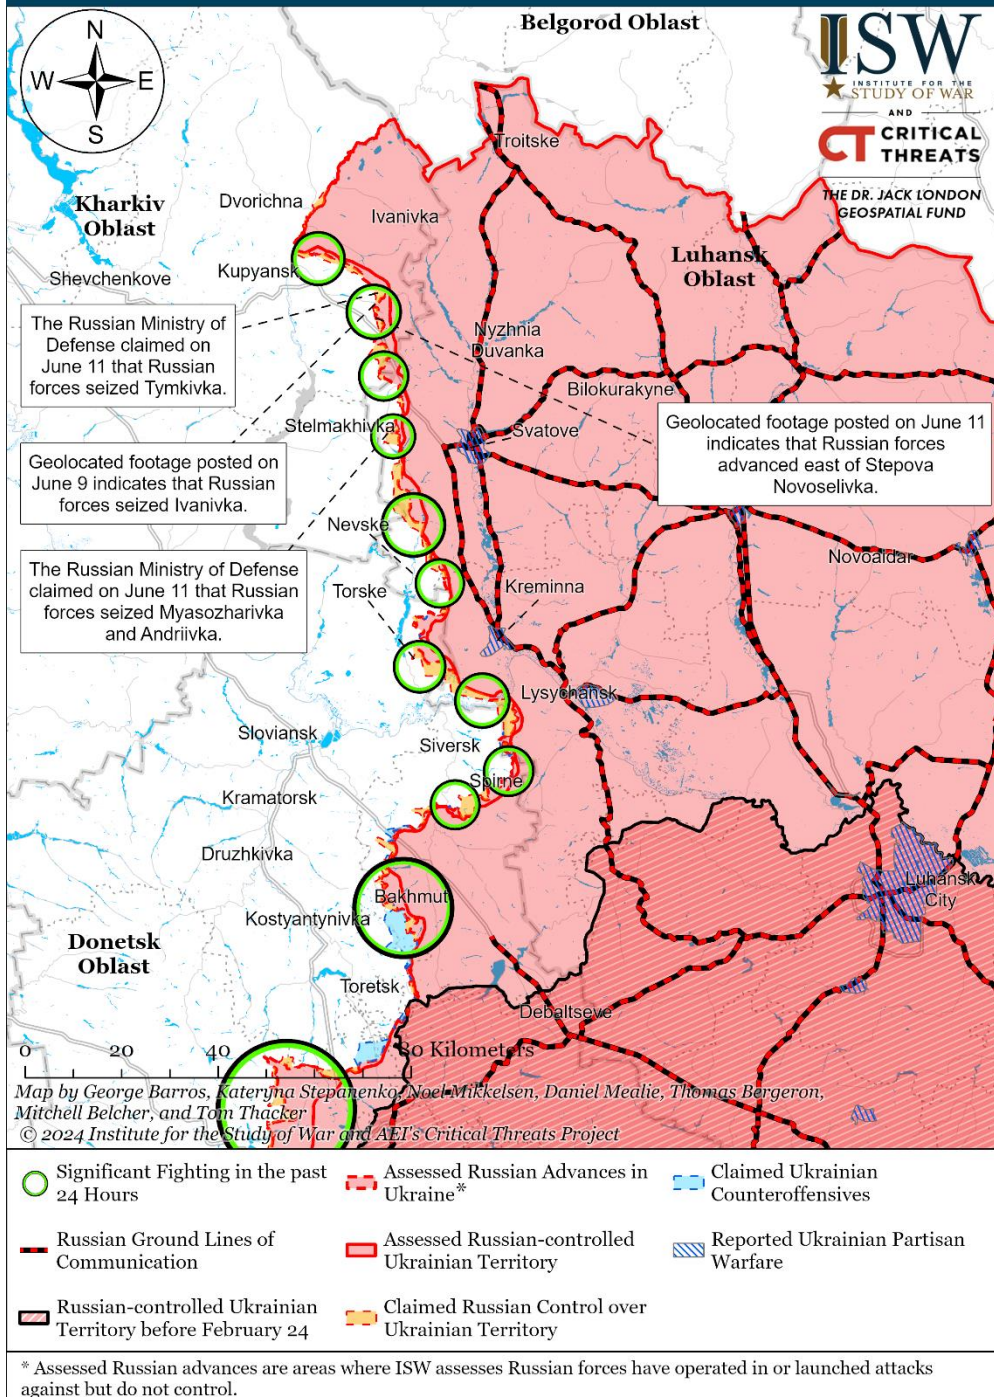 Belgorod Oblast
ISW
INSTITUTE FOR THE
STUDY OF WAR
AND
CT CRITICAL
THREATS
THE DR. JACK LONDON
GEOSPATIAL FUND
N
W E
S
Troitske
Dvorichna
Kharkiv
Oblast
Ivanivka
Luhansk
Oblast
Shevchenkove
Kupyansk
The Russian Ministry of
Defense claimed on
June 11 that Russian
forces seized Tymkivka.
Nyzhnia
Duvanka
Bilokurakyne
Stelmakhivka
Svatove
Geolocated footage posted on June 11
indicates that Russian forces
advanced east of Stepova
Novoselivka.
Geolocated footage posted on
June 9 indicates that Russian
forces seized Ivanivka.
Nevske
Novoaidar
The Russian Ministry of Defense
claimed on June 11 that Russian
forces seized Myasozharivka
and Andriivka.
Torske
Kreminna
Lysychansk
Sloviansk
Siversk
Spirne
Kramatorsk
Druzhkivka
Bakhmut
Luhansk
City
Kostyantynivka
Donetsk
Oblast
Toretsk
Debaltseve
0 20 40 80 Kilometers
Map by George Barros, Kateryna Stepanenko, Noel Mikkelsen, Daniel Mealie, Thomas Bergeron,
Mitchell Belcher, and Tom Thacker
© 2024 Institute for the Study of War and AEI's Critical Threats Project
Significant Fighting in the past
24 Hours
Russian Ground Lines of
Communication
Russian-controlled Ukrainian
Territory before February 24
Assessed Russian Advances in
Ukraine*
Assessed Russian-controlled
Ukrainian Territory
Claimed Russian Control over
Ukrainian Territory
Claimed Ukrainian
Counteroffensives
Reported Ukrainian Partisan
Warfare
* Assessed Russian advances are areas where ISW assesses Russian forces have operated in or launched attacks
against but do not control.